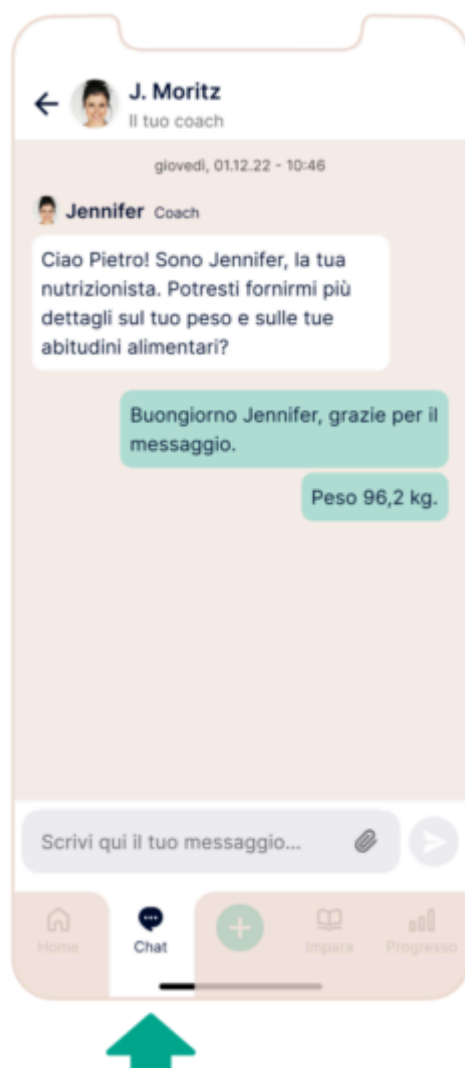 J. Moritz
Il tuo coach
giovedì, 01.12.22 - 10:46
Jennifer Coach
Ciao Pietro! Sono Jennifer, la tua
nutrizionista. Potresti fornirmi più
dettagli sul tuo peso e sulle tue
abitudini alimentari?
Buongiorno Jennifer, grazie per il
messaggio.
Peso 96,2 kg.
Scrivi qui il tuo messaggio...
Home Chat Impara Progresso